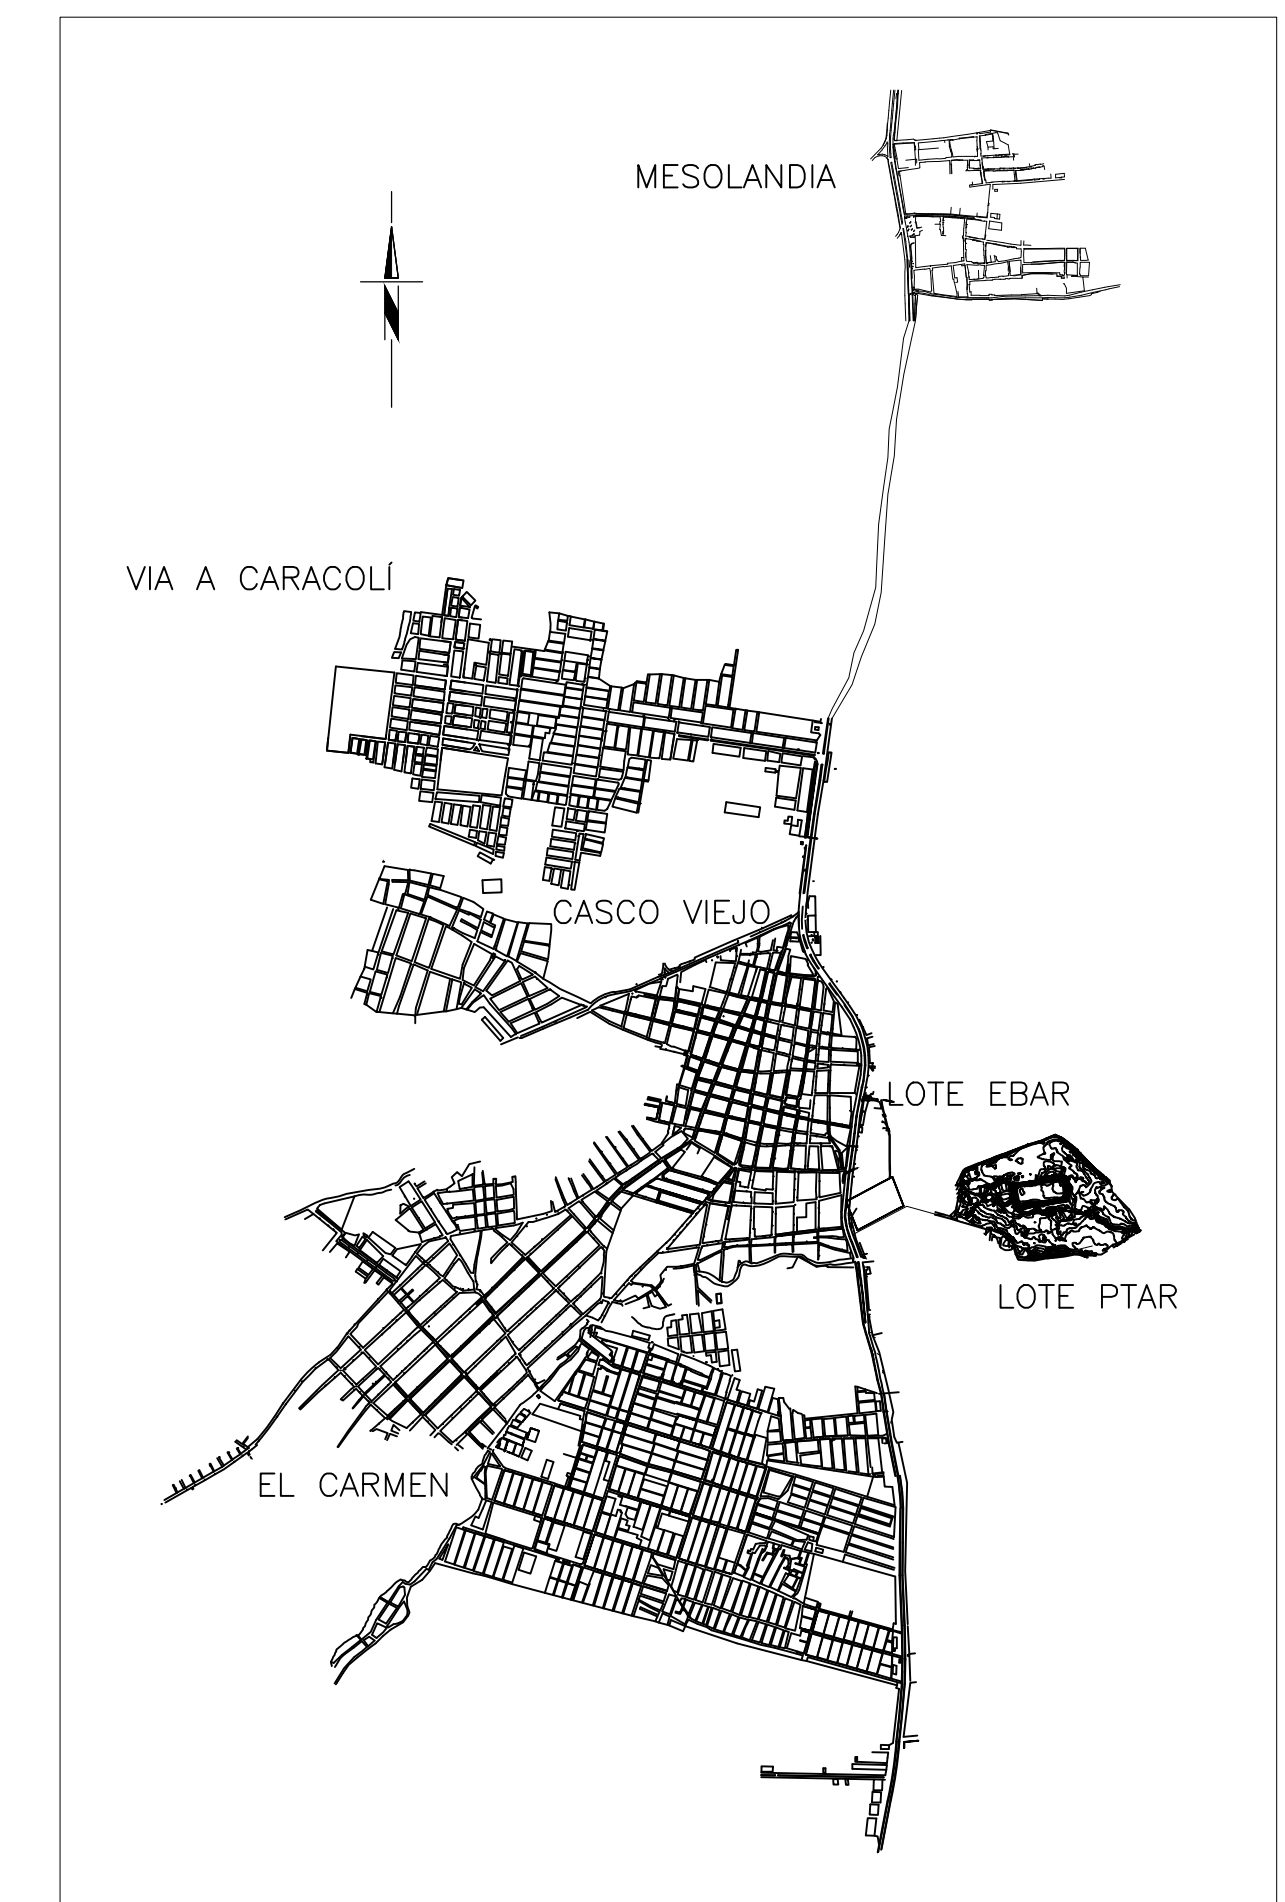 MESOLANDIA
VIA A CARACOLÍ
CASCO VIEJO
LOTE EBAR
LOTE PTAR
EL CARMEN